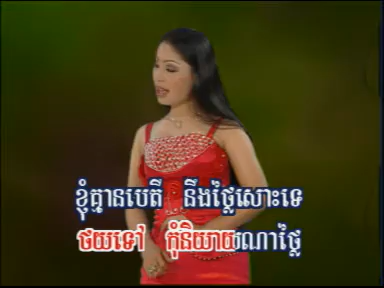 ខ្ញុំគ្មានបេតី នឹងថ្លៃសោះទេ
ថយទៅ កុំនិយាយណាថ្លៃ